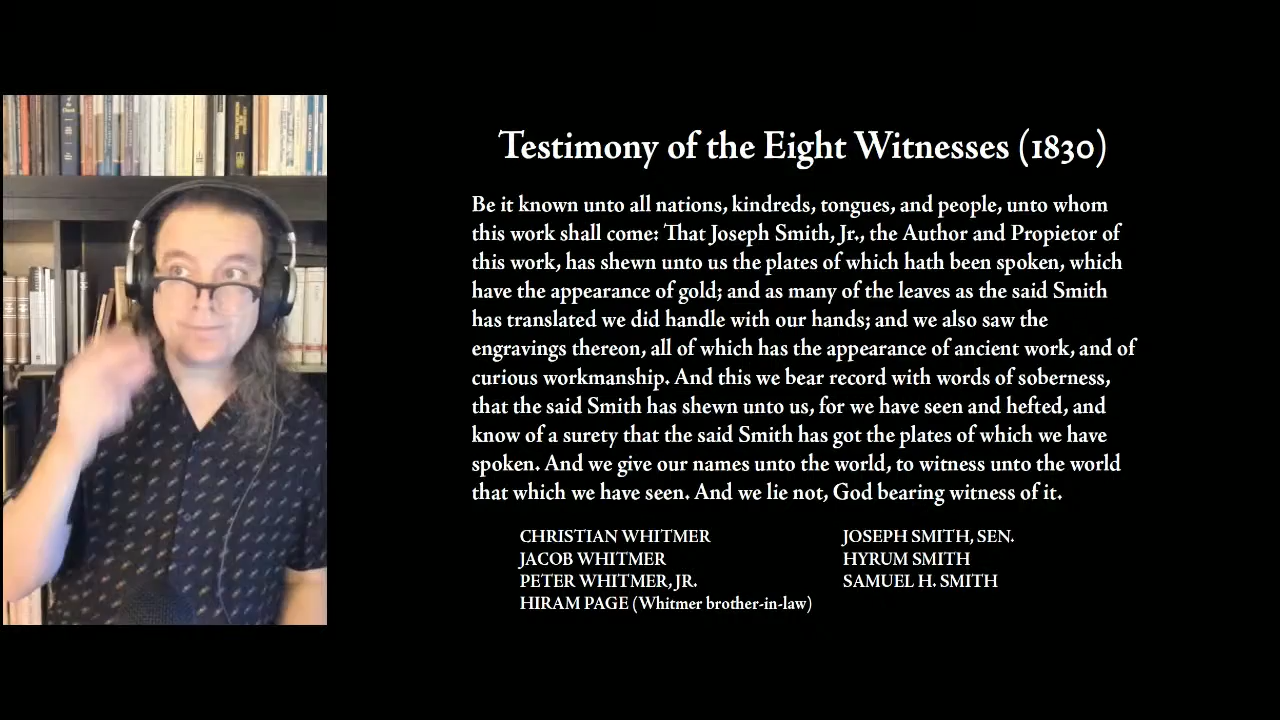 Testimony of the Eight Witnesses (1830)
Be it known unto all nations, kindreds, tongues, and people, unto whom
this work shall come: That Joseph Smith, Jr., the Author and Propietor of
this work, has shewn unto us the plates of which hath been spoken, which
have the appearance of gold; and as many of the leaves as the said Smith
has translated we did handle with our hands; and we also saw the
engravings thereon, all of which has the appearance of ancient work, and of
curious workmanship. And this we bear record with words of soberness,
that the said Smith has shewn unto us, for we have seen and hefted, and
know of a surety that the said Smith has got the plates of which we have
spoken. And we give our names unto the world, to witness unto the world
that which we have seen. And we lie not, God bearing witness of it.
CHRISTIAN WHITMER
JACOB WHITMER
PETER WHITMER, JR.
HIRAM PAGE (Whitmer brother-in-law)
JOSEPH SMITH, SEN.
HYRUM SMITH
SAMUEL H. SMITH